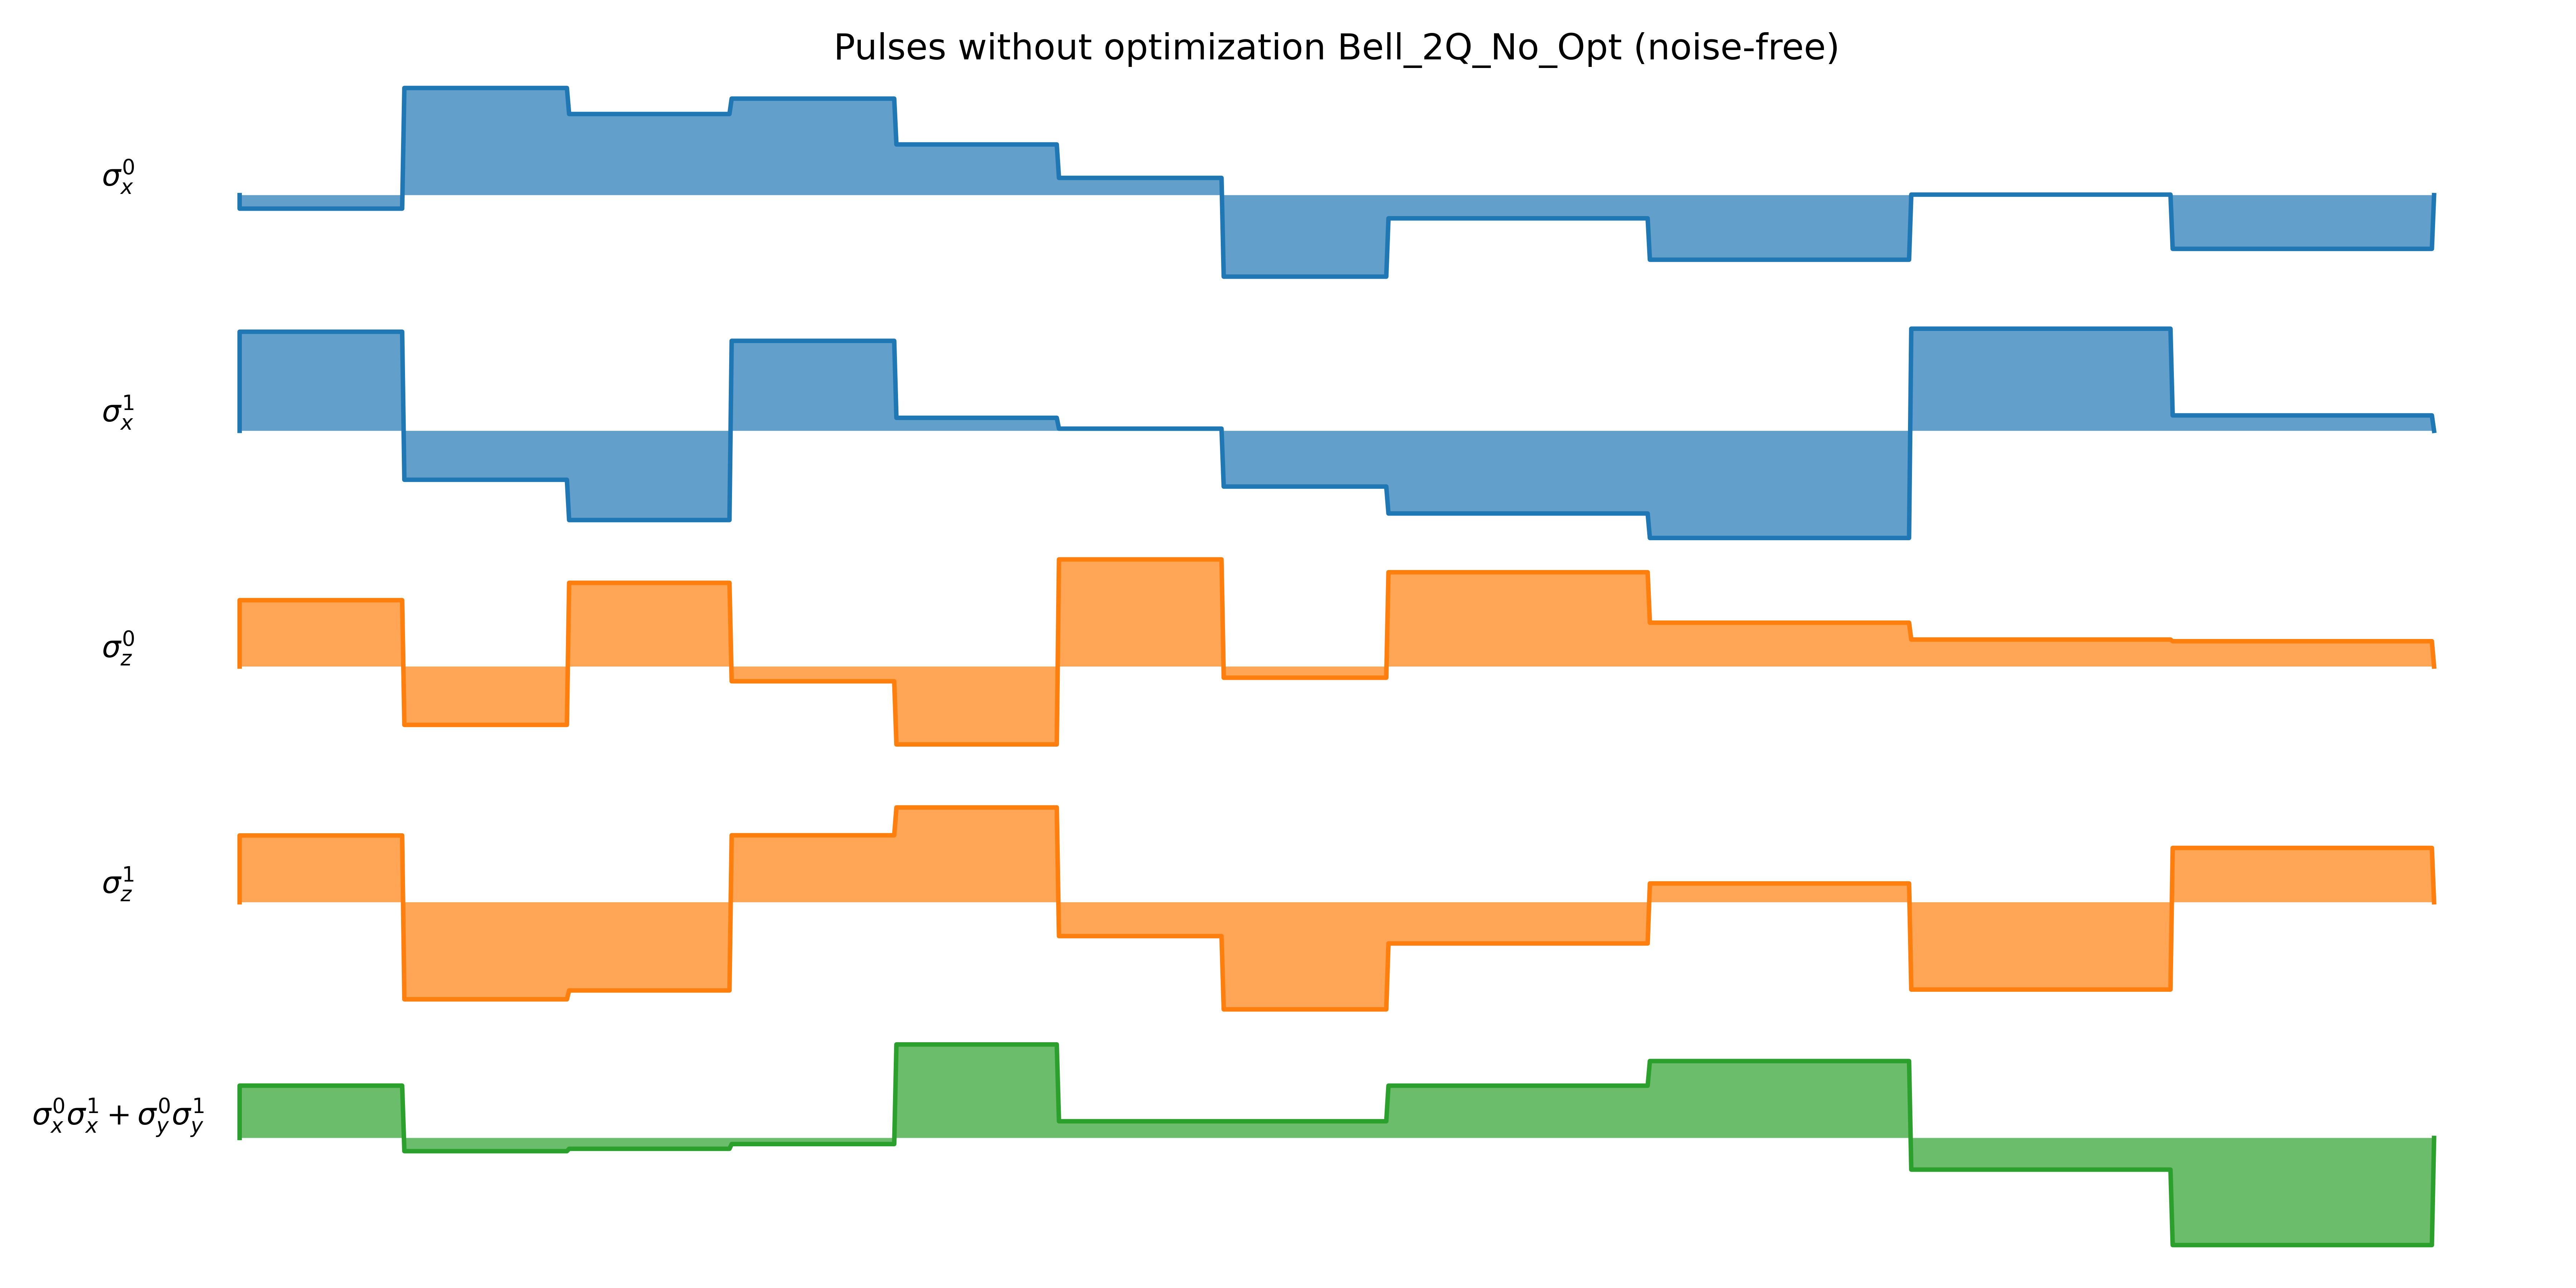 Pulses without optimization Bell_2Q_No_Opt (noise-free)
σ_x^0
σ_x^1
σ_z^0
σ_z^1
σ_x^0σ_x^1 + σ_y^0σ_y^1